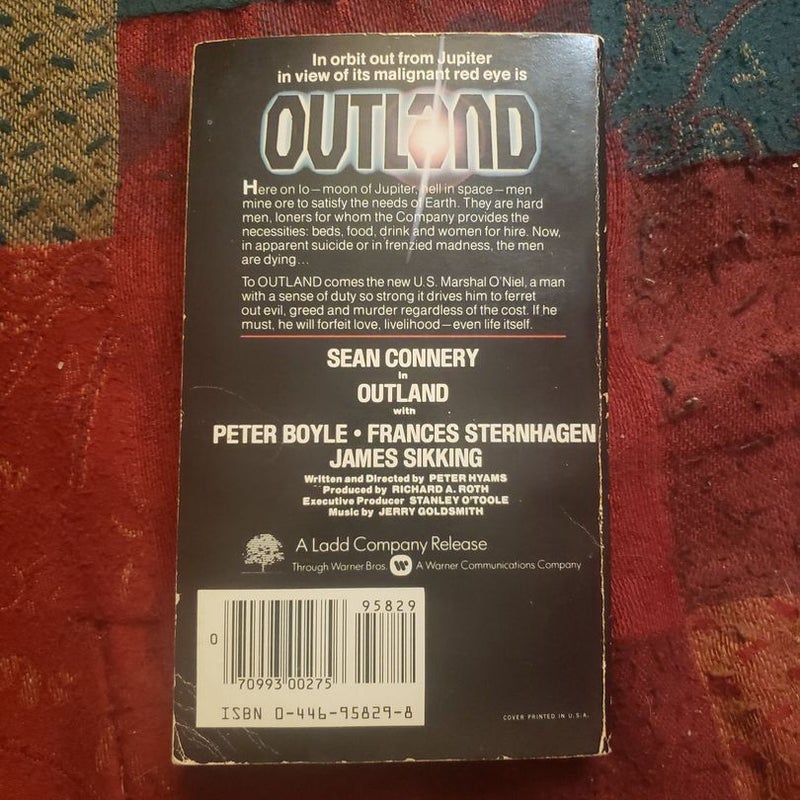 In orbit out from Jupiter
in view of its malignant red eye is
OUTLAND
Here on Io—moon of Jupiter, hell in space—men
mine ore to satisfy the needs of Earth. They are hard
men, loners for whom the Company provides the
necessities: beds, food, drink and women for hire. Now,
in apparent suicide or in frenzied madness, the men
are dying...
To OUTLAND comes the new U.S. Marshal O'Niel, a man
with a sense of duty so strong it drives him to ferret
out evil, greed and murder regardless of the cost. If he
must, he will forfeit love, livelihood—even life itself.
SEAN CONNERY
in
OUTLAND
with
PETER BOYLE • FRANCES STERNHAGEN
JAMES SIKKING
Written and Directed by PETER HYAMS
Produced by RICHARD A. ROTH
Executive Producer STANLEY O'TOOLE
Music by JERRY GOLDSMITH
A Ladd Company Release
Through Warner Bros. W A Warner Communications Company
95829
0
70993 00275
ISBN 0-446-95829-8
COVER PRINTED IN U.S.A.